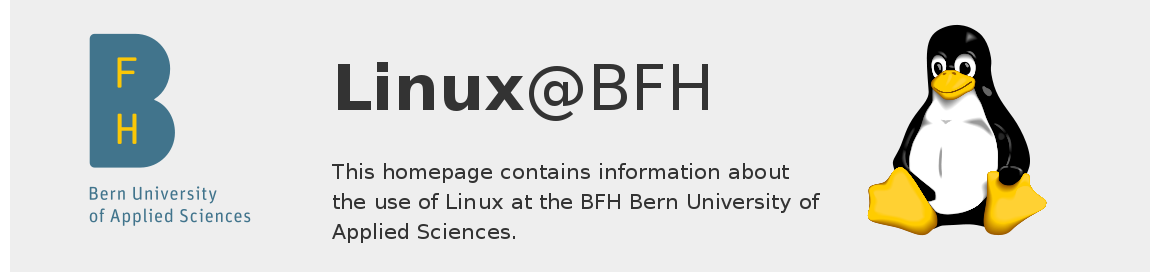 F
H
Bern University
of Applied Sciences
Linux@BFH
This homepage contains information about
the use of Linux at the BFH Bern University of
Applied Sciences.